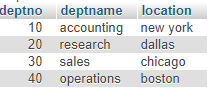 deptno deptname location
10 accounting new york
20 research dallas
30 sales chicago
40 operations boston